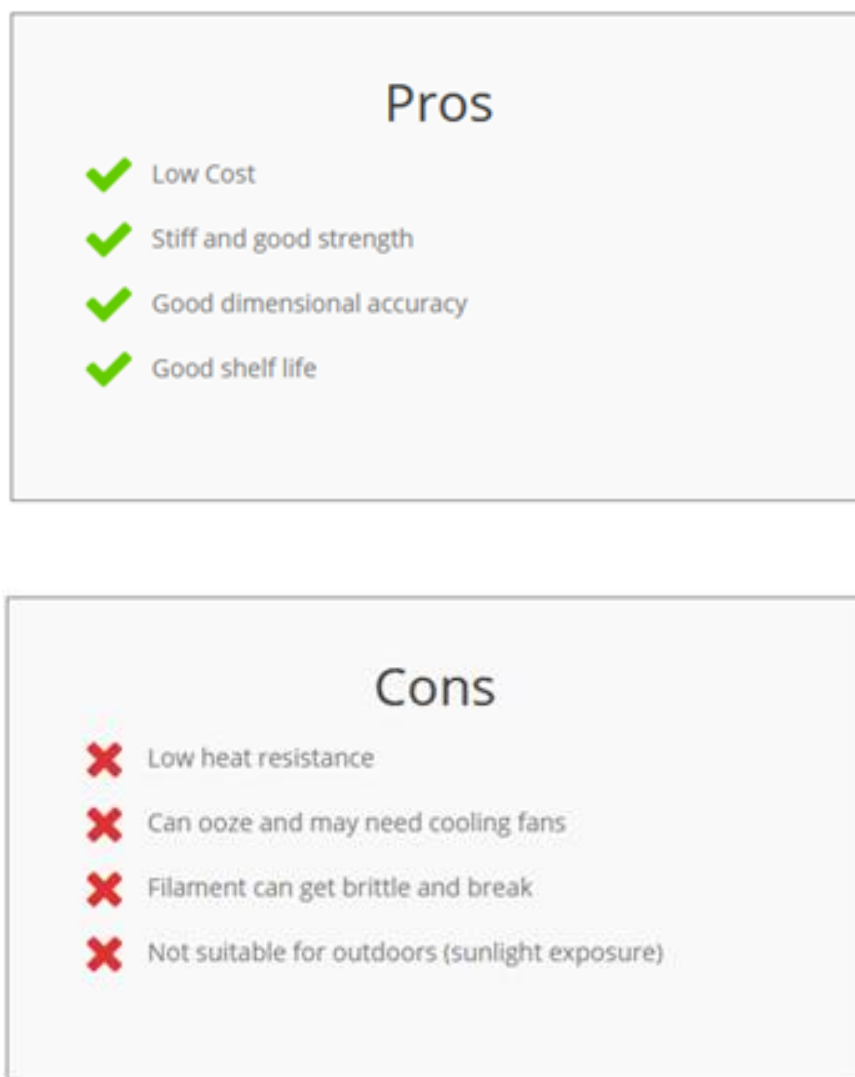 Pros
Low Cost
Stiff and good strength
Good dimensional accuracy
Good shelf life
Cons
Low heat resistance
Can ooze and may need cooling fans
Filament can get brittle and break
Not suitable for outdoors (sunlight exposure)